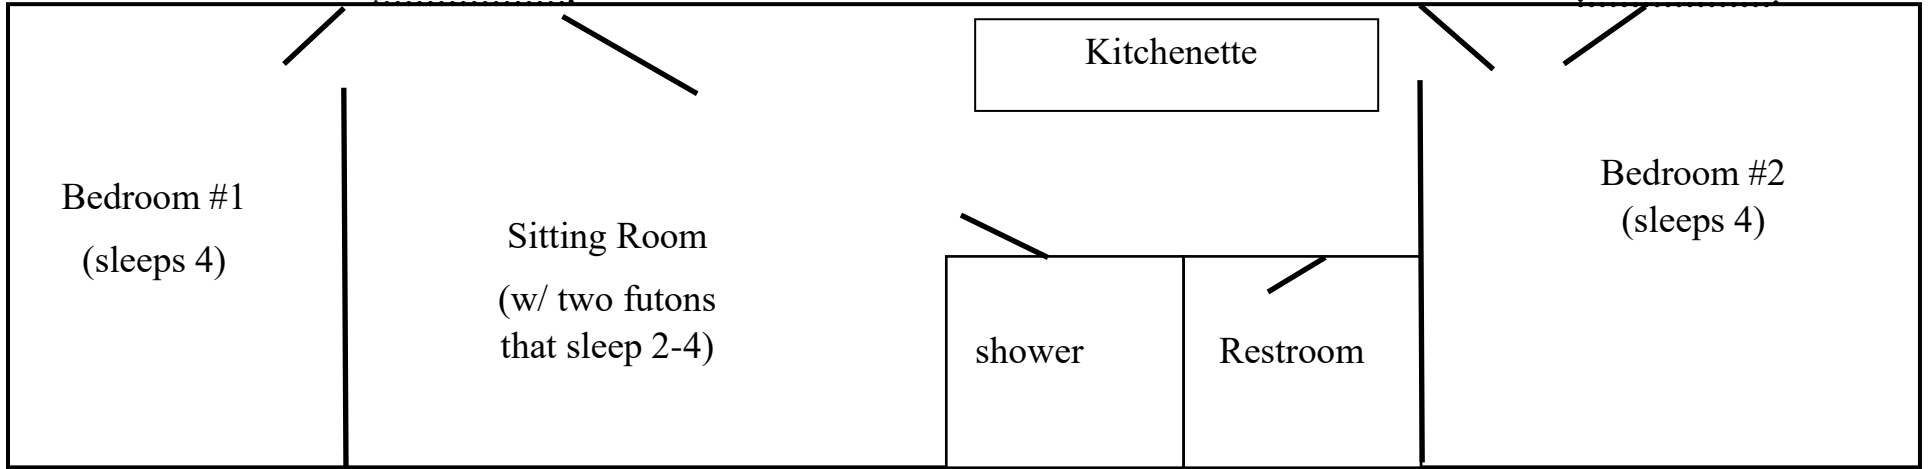 Kitchenette
Bedroom #1
(sleeps 4)
Sitting Room
(w/ two futons
that sleep 2-4)
shower
Restroom
Bedroom #2
(sleeps 4)